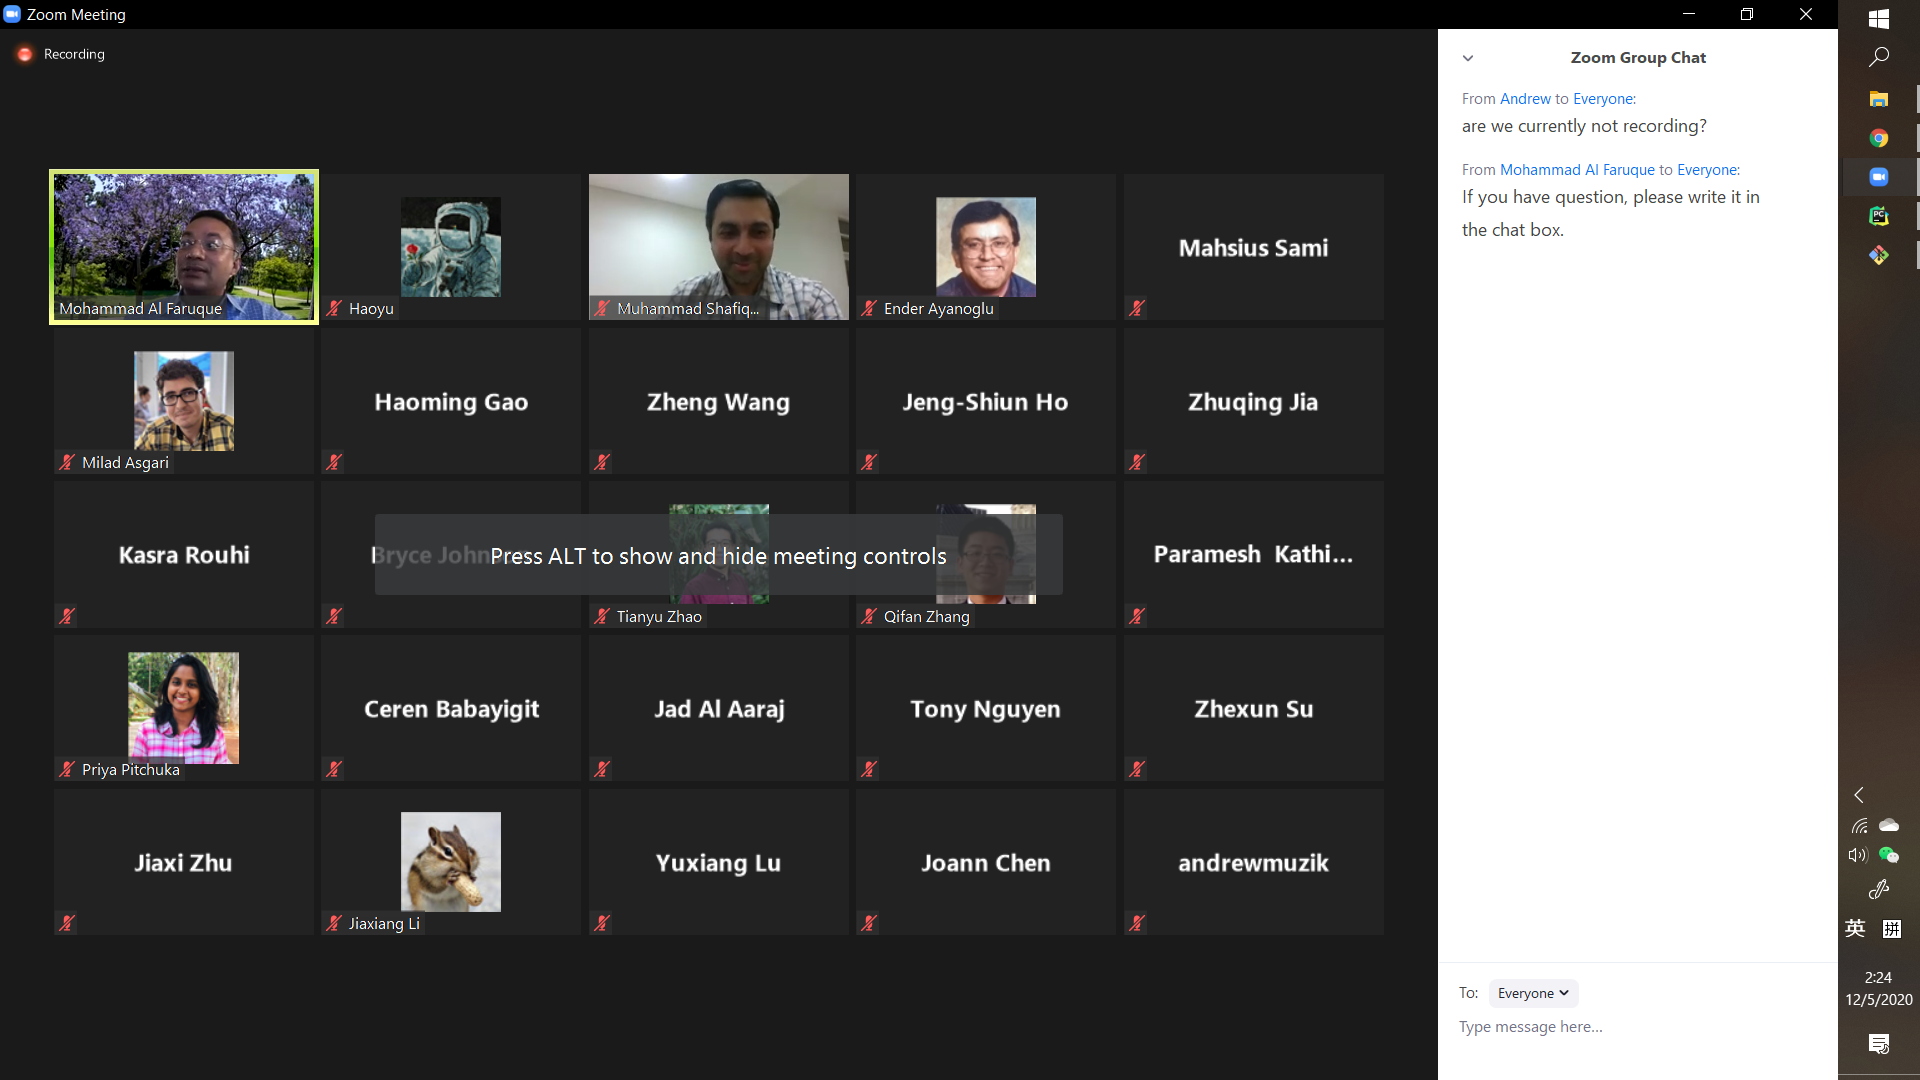 Zoom Meeting
Recording
Mohammad Al Faruque
Haoyu
Muhammad Shafiq...
Ender Ayanoglu
Mahsius Sami
Milad Asgari
Haoming Gao
Zheng Wang
Jeng-Shiun Ho
Zhuqing Jia
Kasra Rouhi
Bryce John
Press ALT to show and hide meeting controls
Tianyu Zhao
Qifan Zhang
Paramesh Kathi...
Priya Pitchuka
Ceren Babayigit
Jad Al Aaraj
Tony Nguyen
Zhexun Su
Jiaxi Zhu
Jiaxiang Li
Yuxiang Lu
Joann Chen
andrewmuzik
Zoom Group Chat
From Andrew to Everyone:
are we currently not recording?
From Mohammad Al Faruque to Everyone:
If you have question, please write it in
the chat box.
To: Everyone
Type message here...
PC
英 拼
2:24
12/5/2020